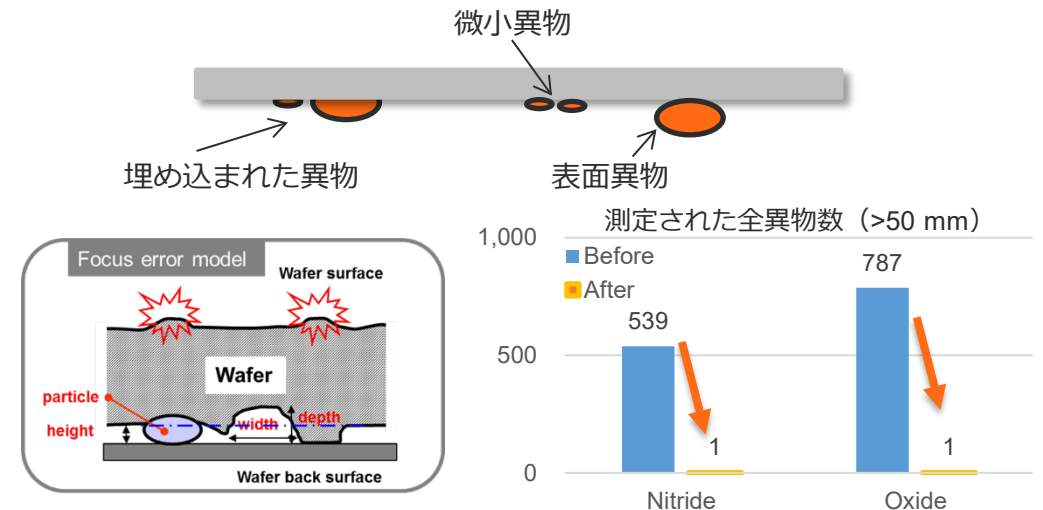 微小異物
埋め込まれた異物
表面異物
Focus error model
Wafer surface
Wafer
particle
height
width
depth
Wafer back surface
測定された全異物数（>50 mm）
1,000
Before
After
787
539
500
1
1
0
Nitride
Oxide